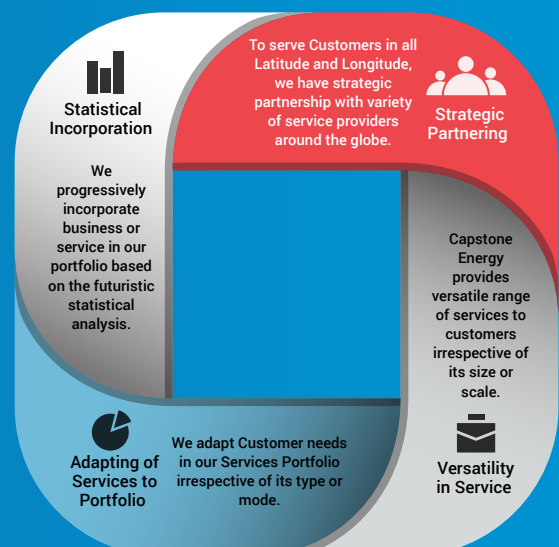 Statistical
Incorporation
We
progressively
incorporate
business or
service in our
portfolio based
on the futuristic
statistical
analysis.
To serve Customers in all
Latitude and Longitude,
we have strategic
partnership with variety
of service providers
around the globe.
Strategic
Partnering
Capstone
Energy
provides
versatile range
of services to
customers
irrespective of
its size or
scale.
Versatility
in Service
Adapting of
Services to
Portfolio
We adapt Customer needs
in our Services Portfolio
irrespective of its type or
mode.